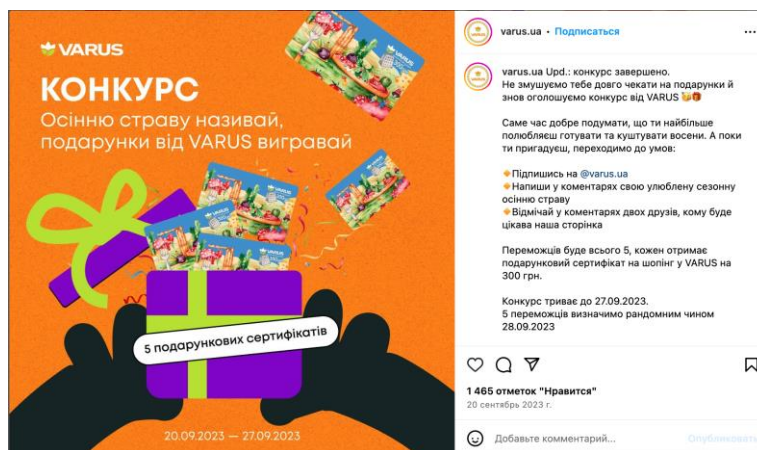 VARUS
КОНКУРС
Осінню страву називай,
подарунки від VARUS вигравай
5 подарункових сертифікатів
20.09.2023 — 27.09.2023
varus.ua • Подписаться
varus.ua Upd.: конкурс завершено.
Не змушуємо тебе довго чекати на подарунки й
знов оголошуємо конкурс від VARUS
Саме час добре подумати, що ти найбільше
полюбляєш готувати та куштувати восени. А поки
ти пригадуєш, переходимо до умов:
Підпишись на @varus.ua
Напиши у коментарях свою улюблену сезонну
осінню страву
Відмічай у коментарях двох друзів, кому буде
цікава наша сторінка
Переможців буде всього 5, кожен отримає
подарунковий сертифікат на шопінг у VARUS на
300 грн.
Конкурс триває до 27.09.2023.
5 переможців визначимо рандомним чином
28.09.2023
1 465 отметок "Нравится"
20 сентябрь 2023 г.
Добавьте комментарий... Опубликовать